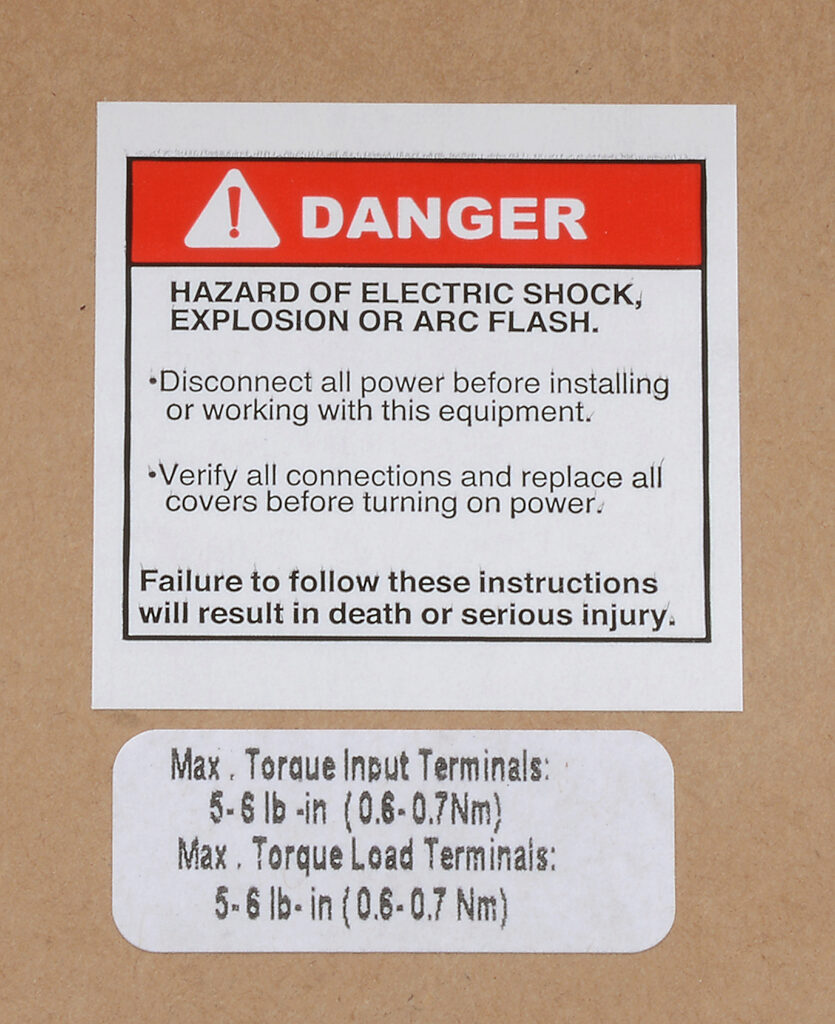 DANGER
HAZARD OF ELECTRIC SHOCK,
EXPLOSION OR ARC FLASH.
•Disconnect all power before installing
or working with this equipment.
•Verify all connections and replace all
covers before turning on power.
Failure to follow these instructions
will result in death or serious injury.
Max . Torque Input Terminals:
5-6 lb -in (0.6-0.7Nm)
Max . Torque Load Terminals:
5-6 lb- in (0.6-0.7 Nm)